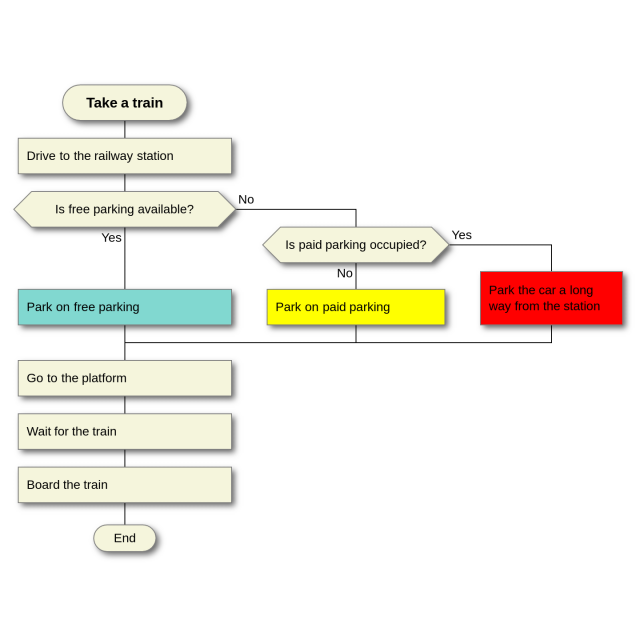 Take a train
Drive to the railway station
Is free parking available?
No
Yes
Is paid parking occupied?
Yes
No
Park on free parking
Park on paid parking
Park the car a long
way from the station
Go to the platform
Wait for the train
Board the train
End